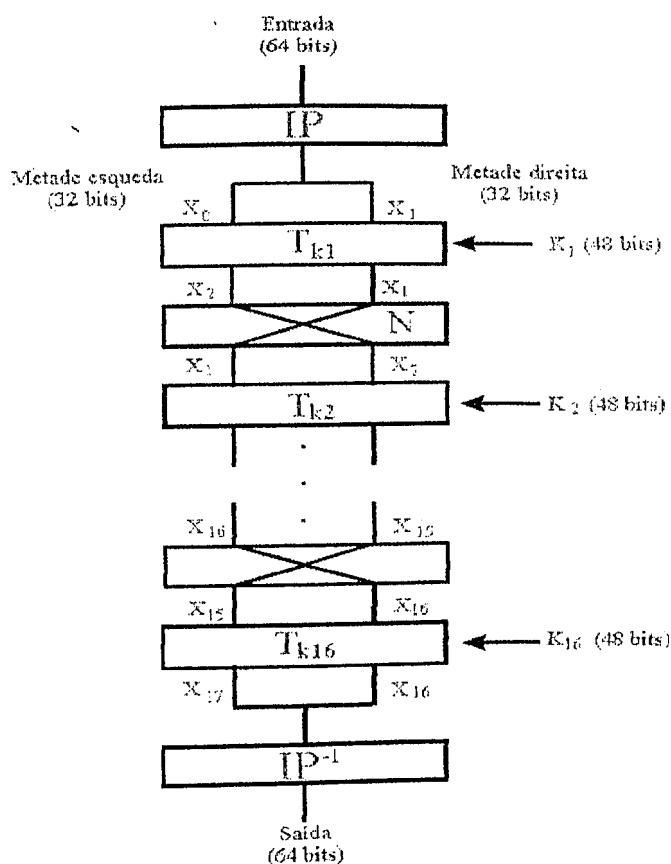 Entrada
(64 bits)
IP
Metade esqueda
(32 bits)
Metade direita
(32 bits)
X0 X1
Tk1
K1 (48 bits)
X2 X1
N
X1 X2
Tk2
K2 (48 bits)
X16 X15
X15 X16
Tk16
K16 (48 bits)
X17 X16
IP-1
Saída
(64 bits)